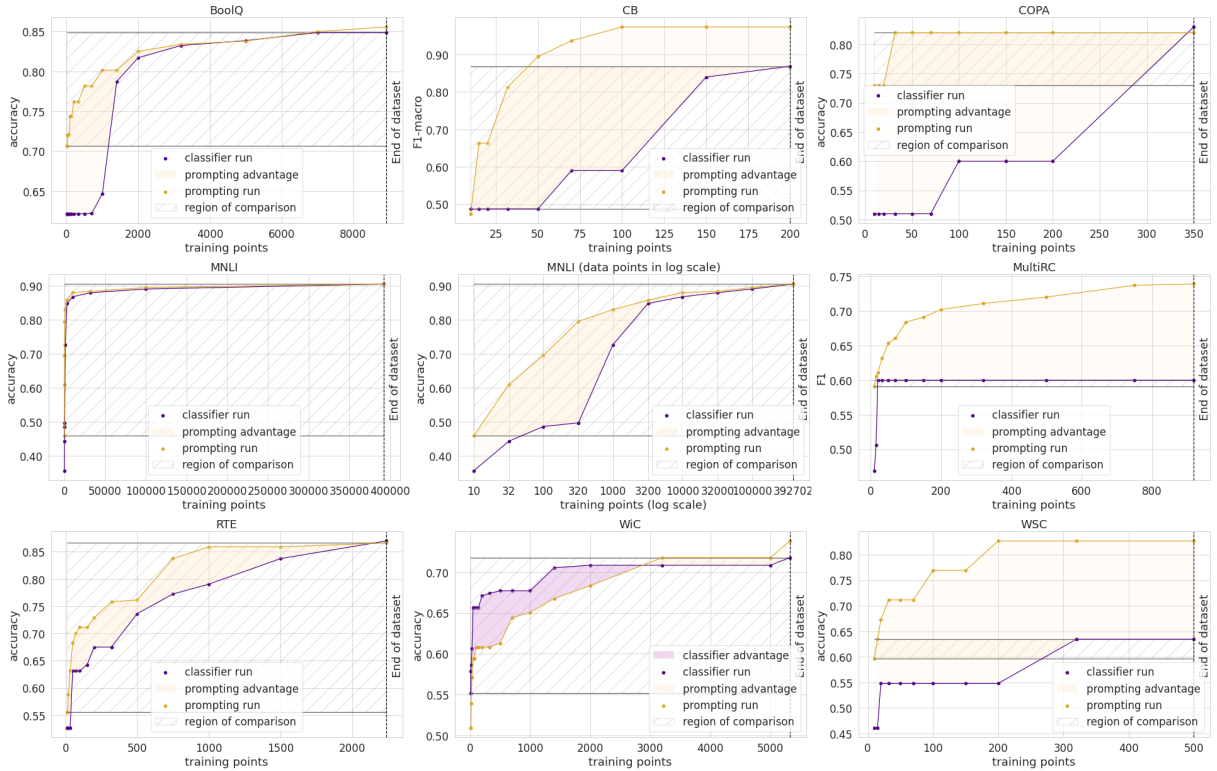 BoolQ
0.85
0.80
0.75
0.70
0.65
accuracy
0 2000 4000 6000 8000
training points
End of dataset
classifier run
prompting advantage
prompting run
region of comparison
CB
0.90
0.80
0.70
0.60
0.50
F1-macro
25 50 75 100 125 150 175 200
training points
End of dataset
classifier run
prompting advantage
prompting run
region of comparison
COPA
0.80
0.75
0.70
0.65
0.60
0.55
0.50
accuracy
0 50 100 150 200 250 300 350
training points
End of dataset
classifier run
prompting advantage
prompting run
region of comparison
MNLI
0.90
0.80
0.70
0.60
0.50
0.40
accuracy
0 50000 100000 150000 200000 250000 300000 350000 400000
training points
End of dataset
classifier run
prompting advantage
prompting run
region of comparison
MNLI (data points in log scale)
0.90
0.80
0.70
0.60
0.50
0.40
accuracy
10 32 100 320 1000 3200 10000 32000 100000 392702
training points (log scale)
End of dataset
classifier run
prompting advantage
prompting run
region of comparison
MultiRC
0.75
0.70
0.65
0.60
0.55
0.50
F1
0 200 400 600 800
training points
End of dataset
classifier run
prompting advantage
prompting run
region of comparison
RTE
0.85
0.80
0.75
0.70
0.65
0.60
0.55
accuracy
0 500 1000 1500 2000
training points
End of dataset
classifier run
prompting advantage
prompting run
region of comparison
WiC
0.70
0.65
0.60
0.55
0.50
accuracy
0 1000 2000 3000 4000 5000
training points
End of dataset
classifier advantage
classifier run
prompting advantage
prompting run
region of comparison
WSC
0.80
0.75
0.70
0.65
0.60
0.55
0.50
0.45
accuracy
0 100 200 300 400 500
training points
End of dataset
classifier run
prompting advantage
prompting run
region of comparison